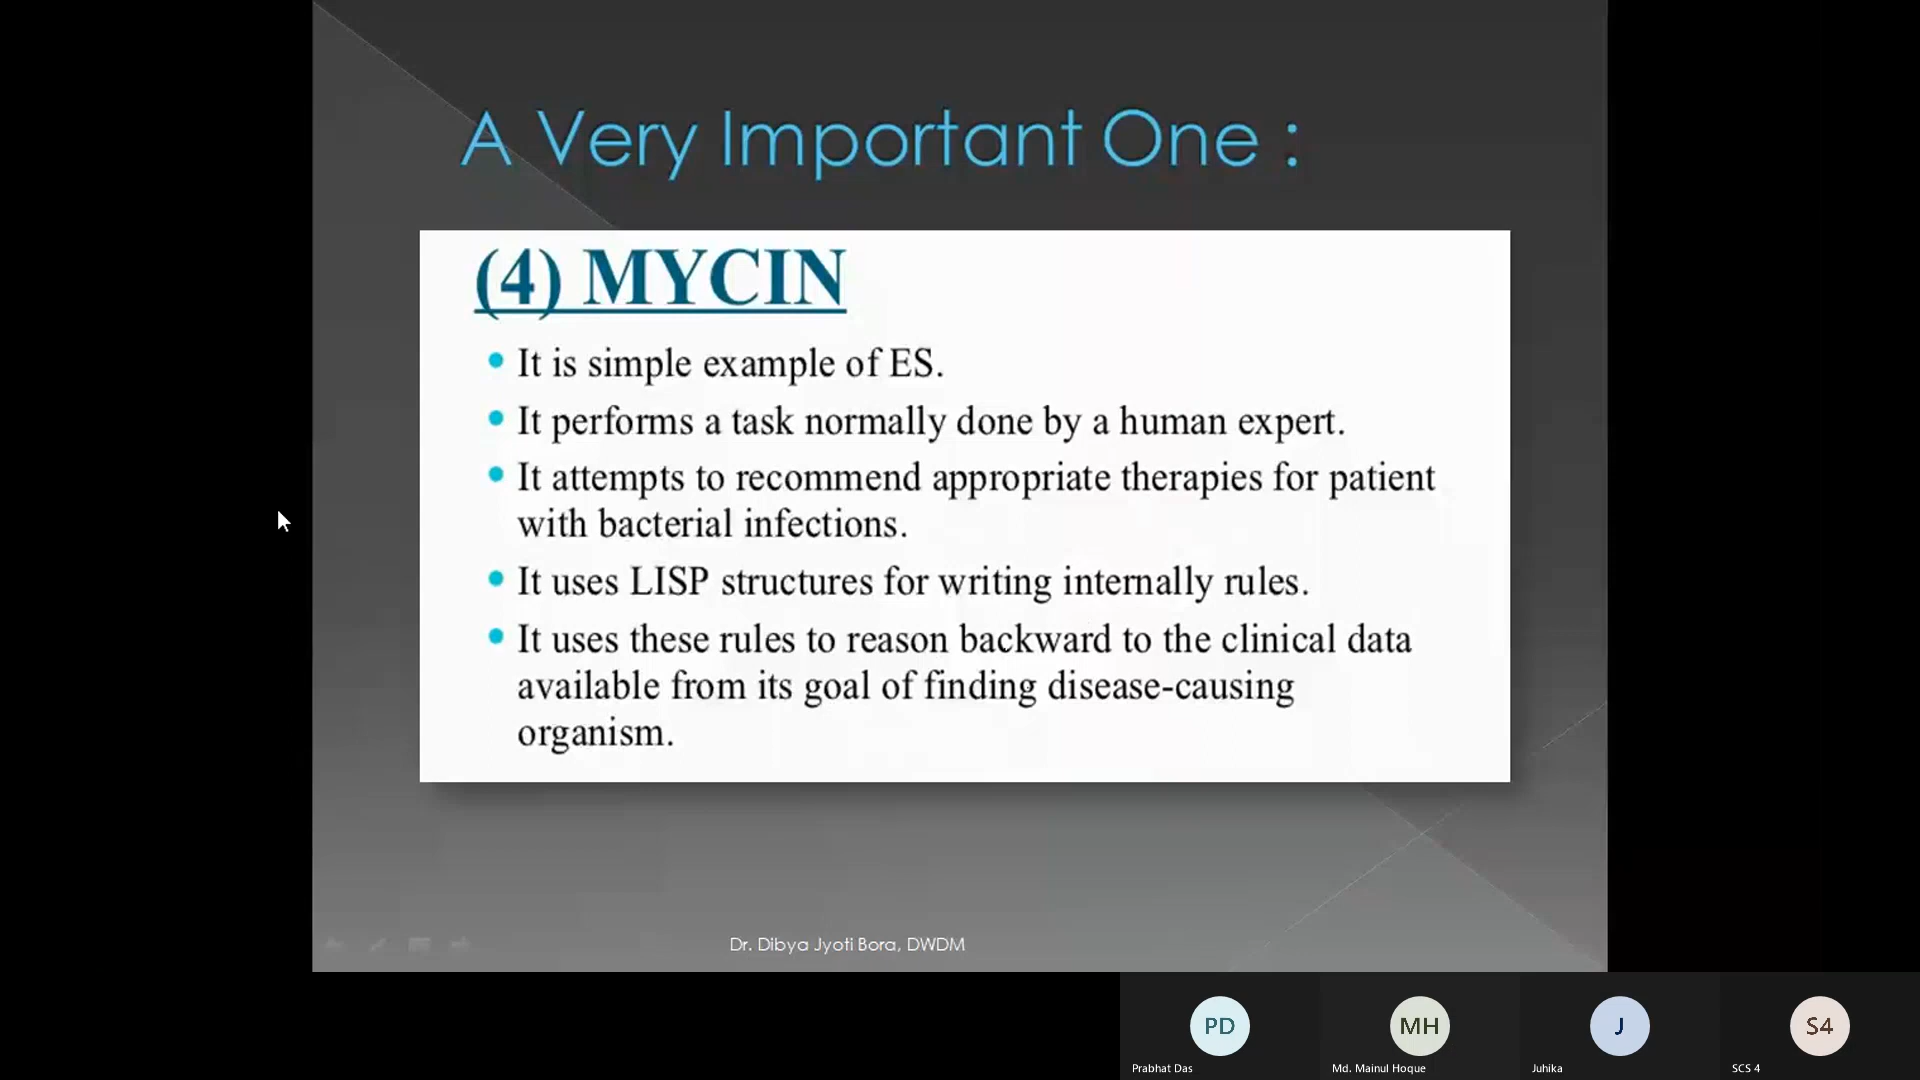 A Very Important One :
(4) MYCIN
It is simple example of ES.
It performs a task normally done by a human expert.
It attempts to recommend appropriate therapies for patient
with bacterial infections.
It uses LISP structures for writing internally rules.
It uses these rules to reason backward to the clinical data
available from its goal of finding disease-causing
organism.
Dr. Dibya Jyoti Bora, DWDM
PD
MH
J
S4
Prabhat Das
Md. Mainul Hoque
Juhika
SCS 4